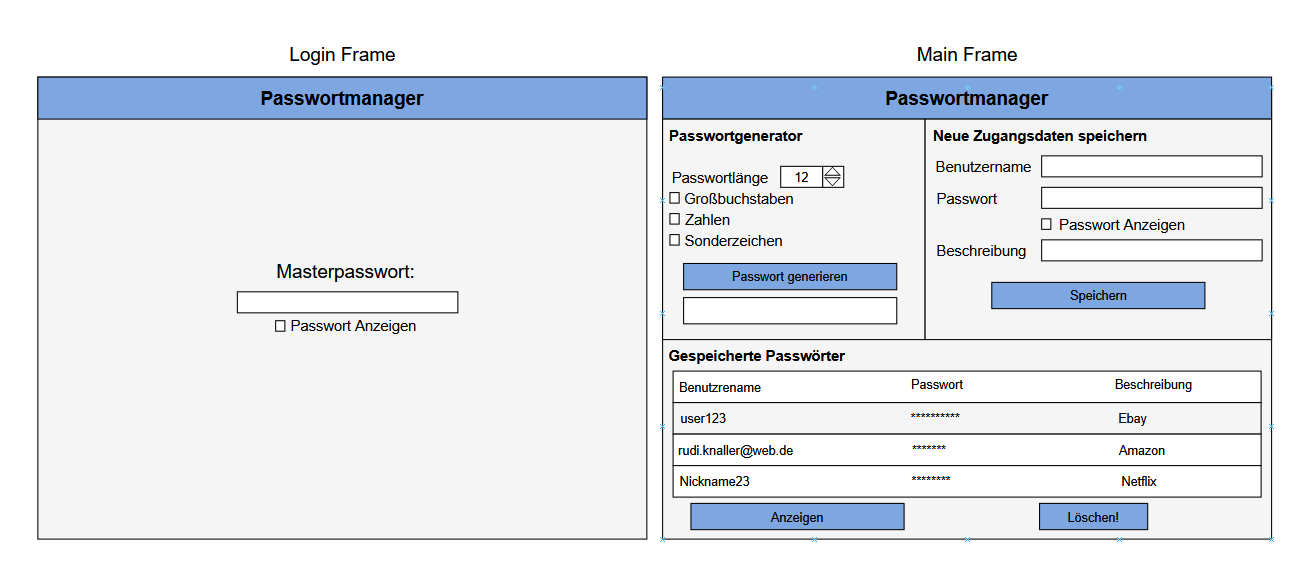 Login Frame
Main Frame
Passwortmanager
Passwortmanager
Masterpasswort:
Passwort Anzeigen
Passwortgenerator
Passwortlänge 12
Großbuchstaben
Zahlen
Sonderzeichen
Passwort generieren
Neue Zugangsdaten speichern
Benutzername
Passwort
Passwort Anzeigen
Beschreibung
Speichern
Gespeicherte Passwörter
Benutzrename Passwort Beschreibung
user123 ********** Ebay
rudi.knaller@web.de ******* Amazon
Nickname23 ******** Netflix
Anzeigen Löschen!